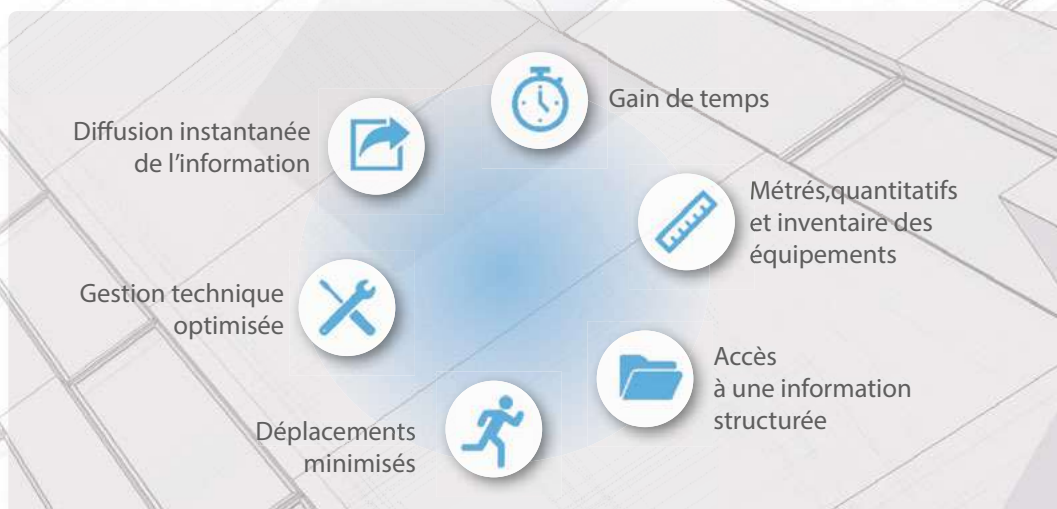 Gain de temps
Métrés,quantitatifs
et inventaire des
équipements
Accès
à une information
structurée
Déplacements
minimisés
Gestion technique
optimisée
Diffusion instantanée
de l’information